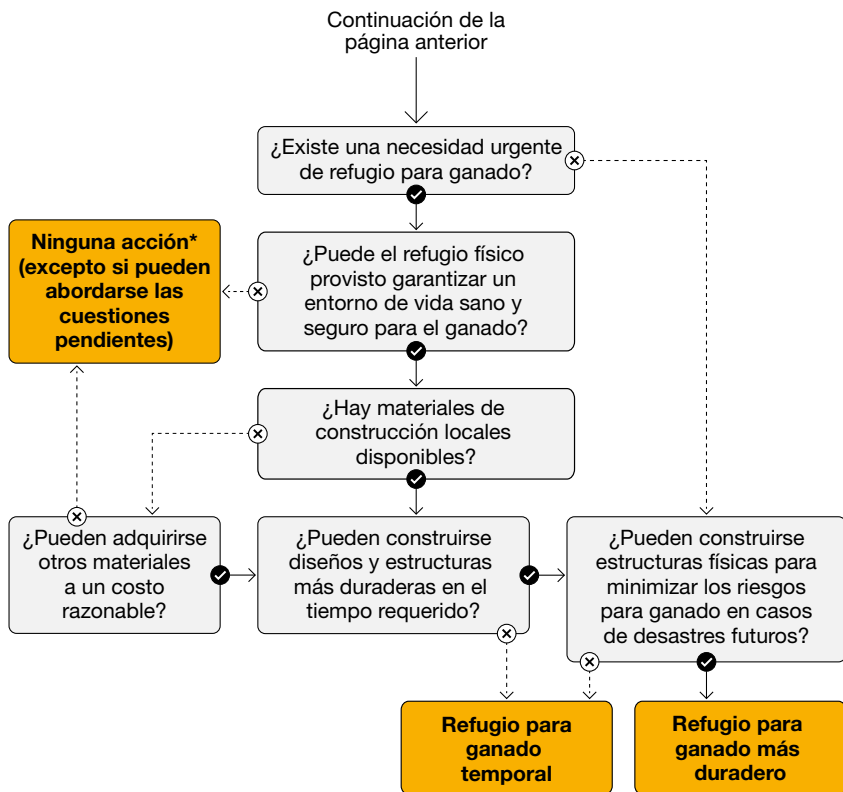 Continuación de la
página anterior
¿Existe una necesidad urgente
de refugio para ganado?
Ninguna acción*
(excepto si pueden
abordarse las
cuestiones
pendientes)
¿Puede el refugio físico
provisto garantizar un
entorno de vida sano y
seguro para el ganado?
¿Hay materiales de
construcción locales
disponibles?
¿Pueden adquirirse
otros materiales
a un costo
razonable?
¿Pueden construirse
diseños y estructuras
más duraderas en el
tiempo requerido?
¿Pueden construirse
estructuras físicas para
minimizar los riesgos
para ganado en casos
de desastres futuros?
Refugio para
ganado
temporal
Refugio para
ganado más
duradero